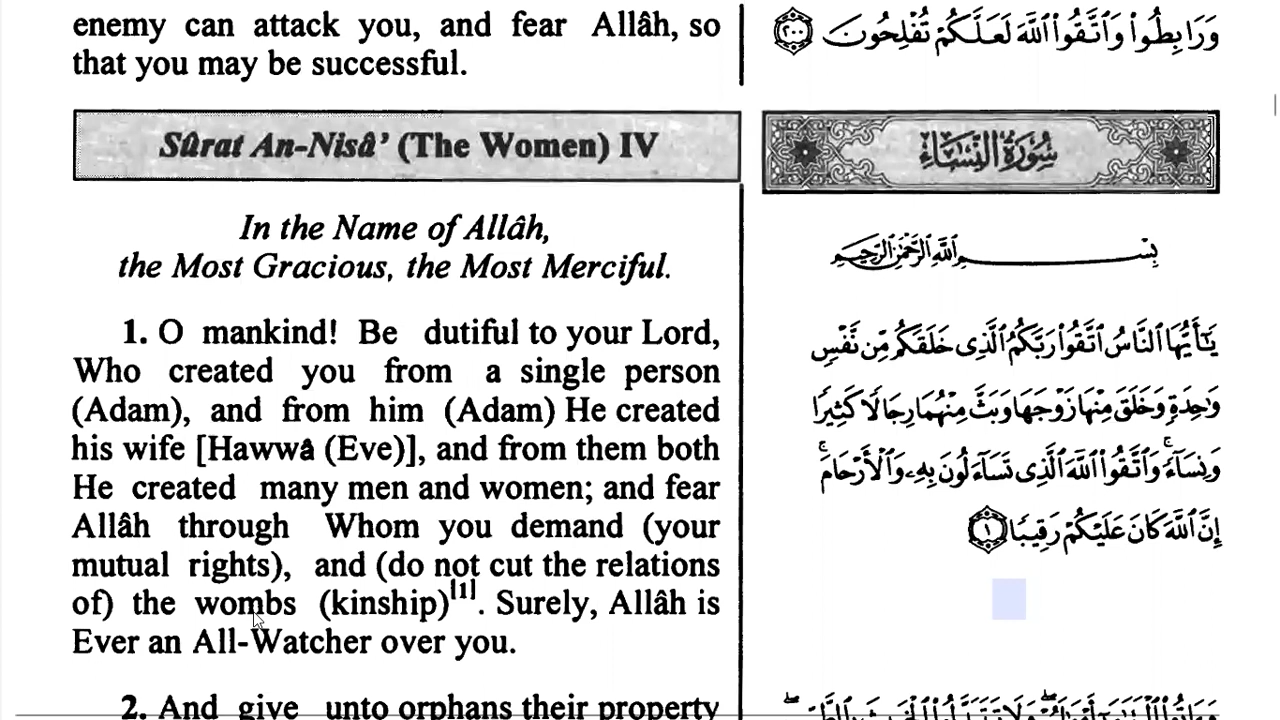 enemy can attack you, and fear Allâh, so
that you may be successful.
Sûrat An-Nisâ’ (The Women) IV
In the Name of Allâh,
the Most Gracious, the Most Merciful.
1. O mankind! Be dutiful to your Lord,
Who created you from a single person
(Adam), and from him (Adam) He created
his wife [Hawwâ (Eve)], and from them both
He created many men and women; and fear
Allâh through Whom you demand (your
mutual rights), and (do not cut the relations
of) the wombs (kinship)[1]. Surely, Allâh is
Ever an All-Watcher over you.
2. And give unto orphans their property
وَرَابِطُوا۟ وَٱتَّقُوا۟ ٱللَّهَ لَعَلَّكُمْ تُفْلِحُونَ ٢٠٠
سُورَةُ النِّسَاءِ
بِسْمِ ٱللَّهِ ٱلرَّحْمَٰنِ ٱلرَّحِيمِ
يَٰٓأَيُّهَا ٱلنَّاسُ ٱتَّقُوا۟ رَبَّكُمُ ٱلَّذِى خَلَقَكُم مِّن نَّفْسٍ
وَٰحِدَةٍ وَخَلَقَ مِنْهَا زَوْجَهَا وَبَثَّ مِنْهُمَا رِجَالًا كَثِيرًا
وَنِسَآءً ۚ وَٱتَّقُوا۟ ٱللَّهَ ٱلَّذِى تَسَآءَلُونَ بِهِۦ وَٱلْأَرْحَامَ ۚ
إِنَّ ٱللَّهَ كَانَ عَلَيْكُمْ رَقِيبًا ١